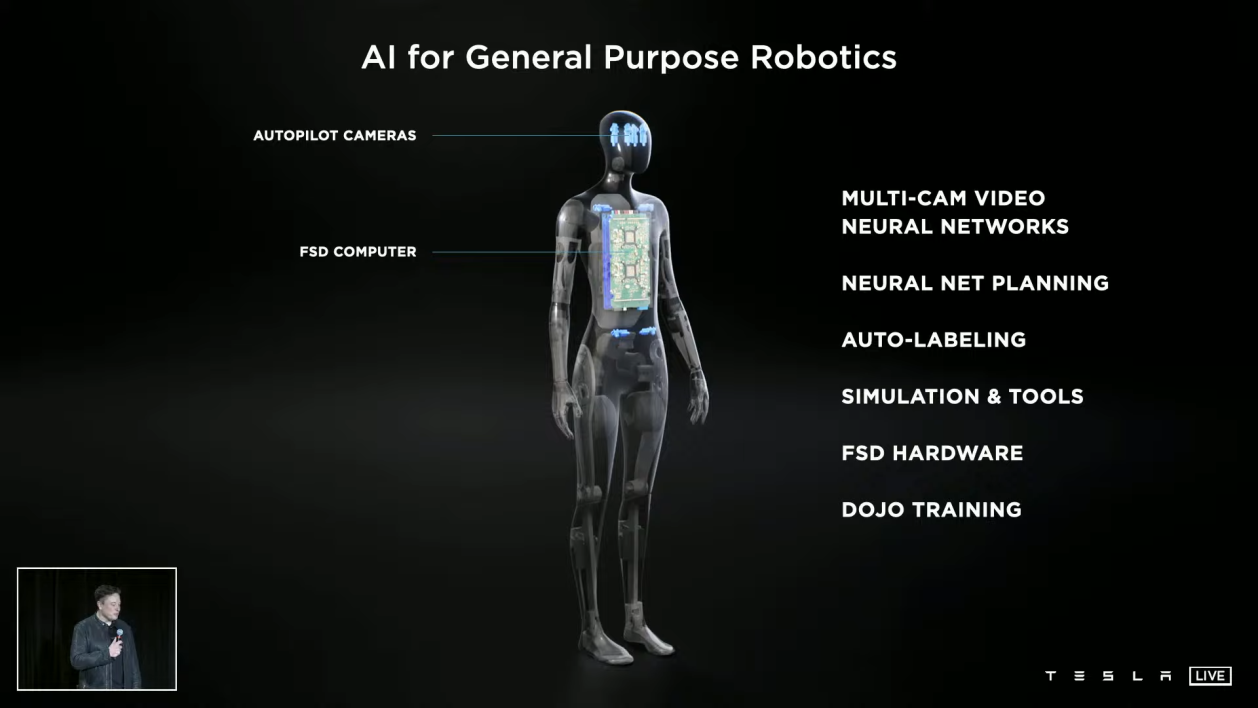 AI for General Purpose Robotics
AUTOPILOT CAMERAS
FSD COMPUTER
MULTI-CAM VIDEO
NEURAL NETWORKS
NEURAL NET PLANNING
AUTO-LABELING
SIMULATION & TOOLS
FSD HARDWARE
DOJO TRAINING
TESLA LIVE